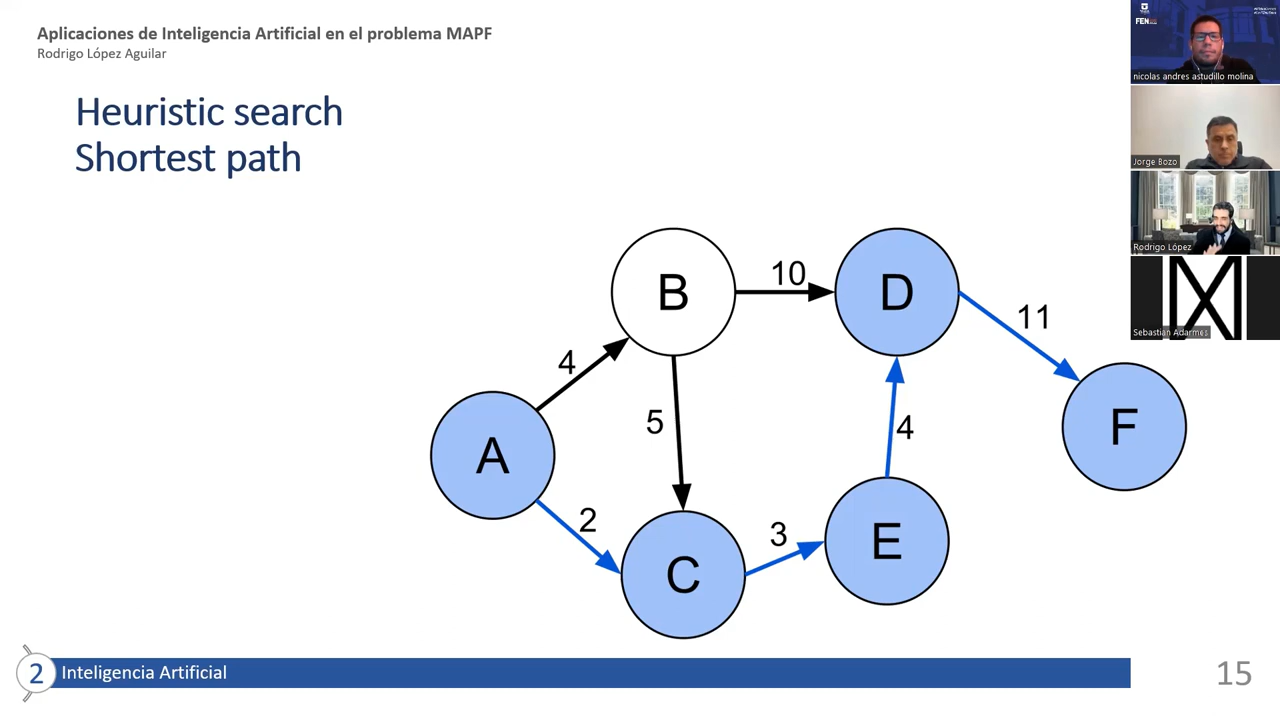 Aplicaciones de Inteligencia Artificial en el problema MAPF
Rodrigo López Aguilar
Heuristic search
Shortest path
B
10
D
11
4
5
4
F
A
2
3
E
C
2
Inteligencia Artificial
15
FEN
nicolas andres astudillo molina
Jorge Bozo
Rodrigo López
Sebastian Adarmes